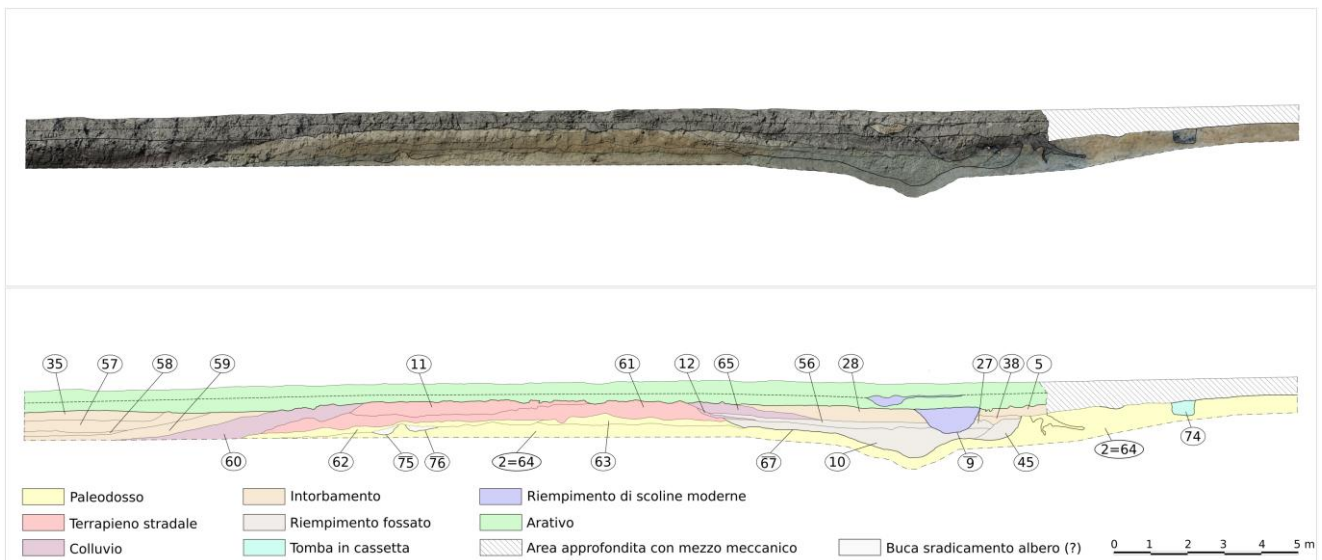 35 57 58 59 11 61 12 65 56 28 27 38 5
60 62 75 76 2=64 63 67 10 9 45 2=64 74
Paleodosso Intorbamento Riempimento di scoline moderne
Terrapieno stradale Riempimento fossato Arativo
Colluvio Tomba in cassetta Area approfondita con mezzo meccanico Buca sradicamento albero (?)
0 1 2 3 4 5 m